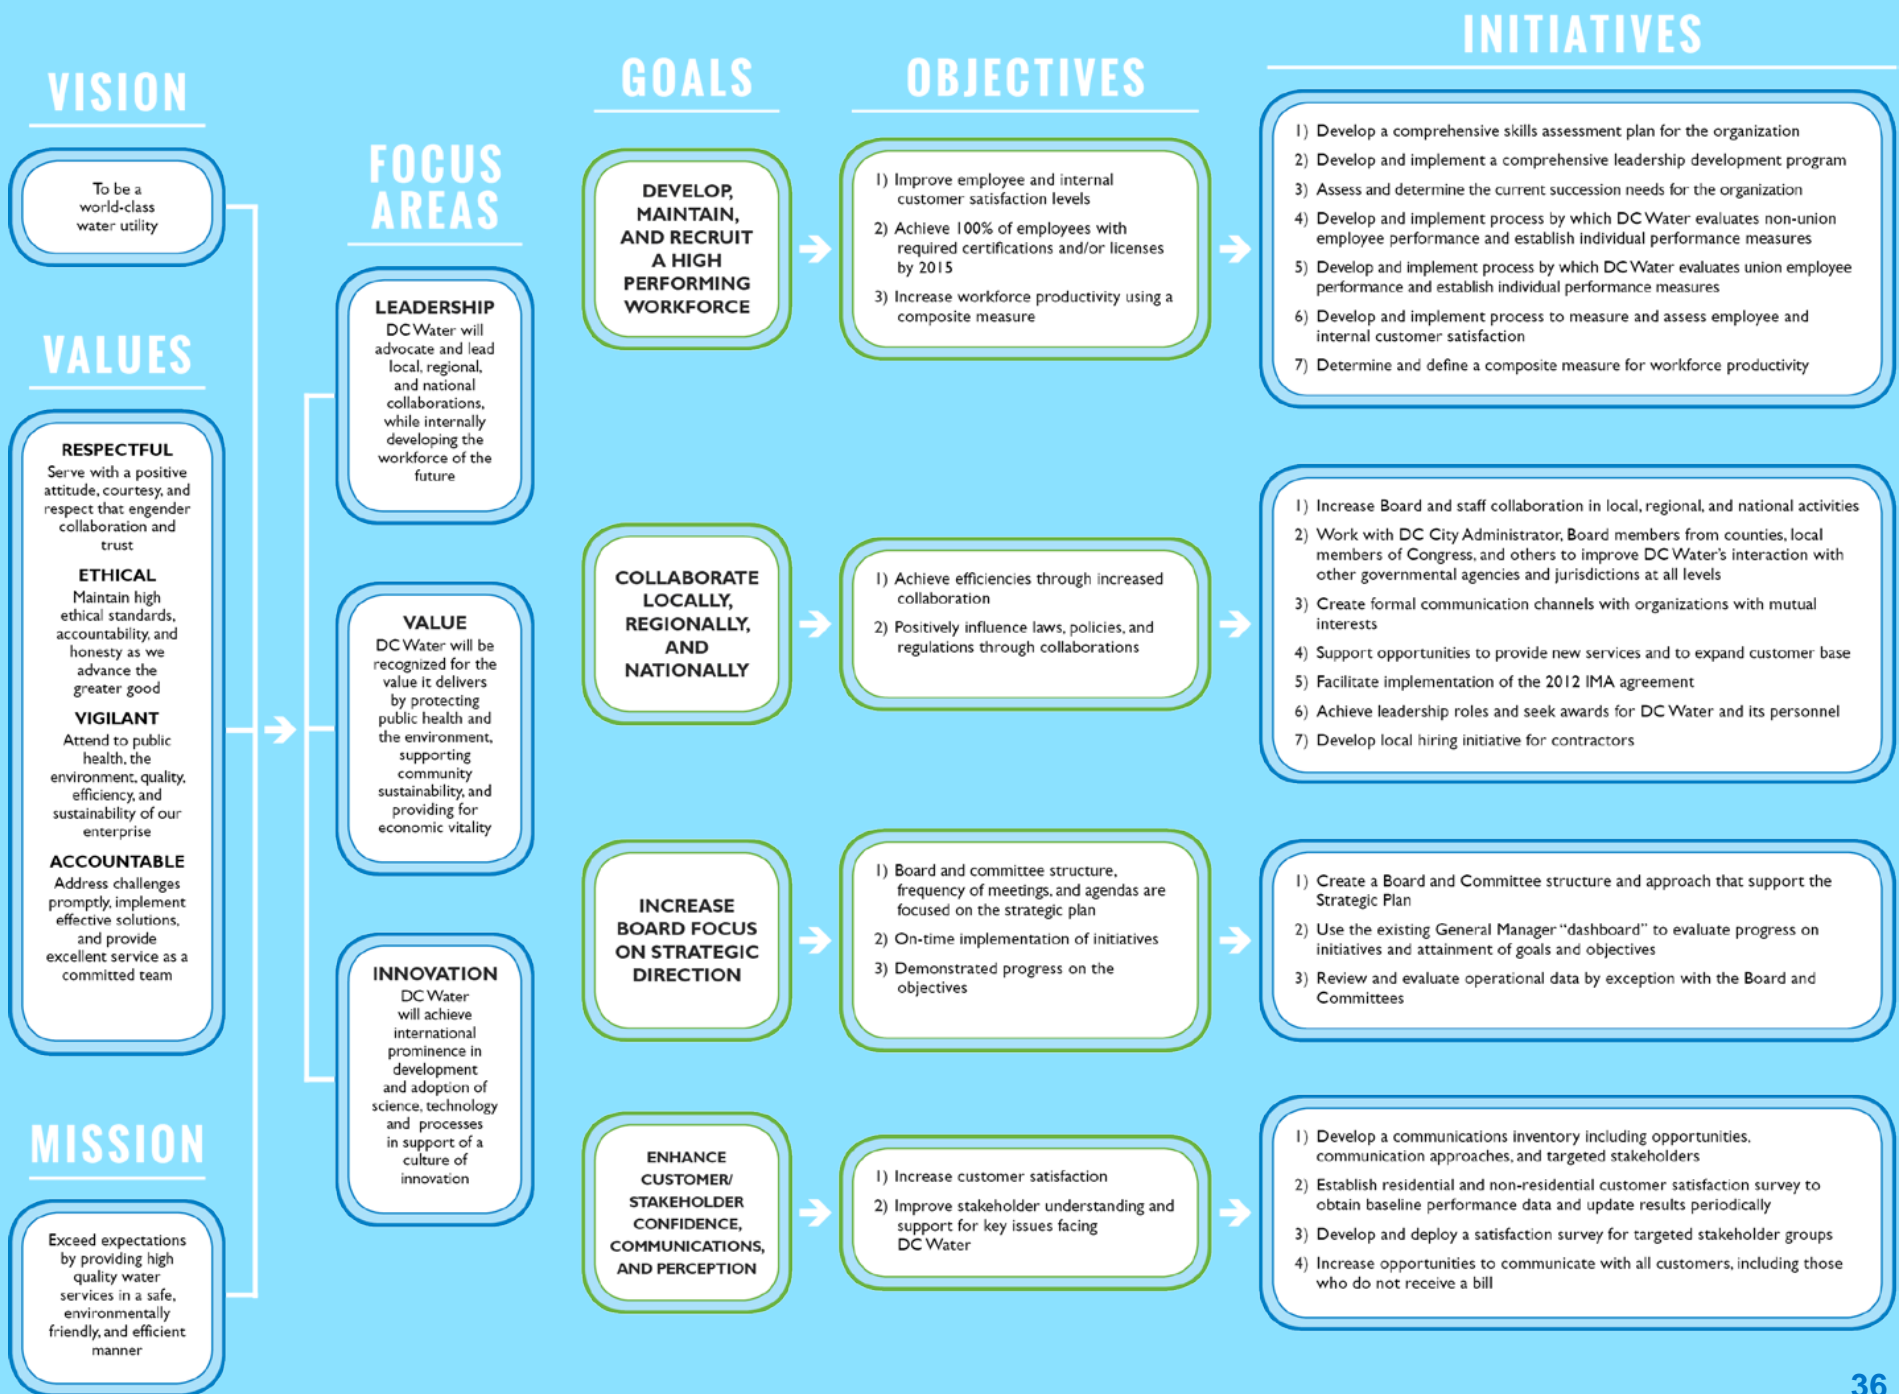 VISION
To be a
world-class
water utility
VALUES
RESPECTFUL
Serve with a positive
attitude, courtesy, and
respect that engender
collaboration and
trust
ETHICAL
Maintain high
ethical standards,
accountability, and
honesty as we
advance the
greater good
VIGILANT
Attend to public
health, the
environment, quality,
efficiency, and
sustainability of our
enterprise
ACCOUNTABLE
Address challenges
promptly, implement
effective solutions,
and provide
excellent service as a
committed team
MISSION
Exceed expectations
by providing high
quality water
services in a safe,
environmentally
friendly, and efficient
manner
FOCUS
AREAS
LEADERSHIP
DC Water will
advocate and lead
local, regional,
and national
collaborations,
while internally
developing the
workforce of the
future
VALUE
DC Water will be
recognized for the
value it delivers
by protecting
public health and
the environment,
supporting
community
sustainability, and
providing for
economic vitality
INNOVATION
DC Water
will achieve
international
prominence in
development
and adoption of
science, technology
and processes
in support of a
culture of
innovation
GOALS
DEVELOP,
MAINTAIN,
AND RECRUIT
A HIGH
PERFORMING
WORKFORCE
COLLABORATE
LOCALLY,
REGIONALLY,
AND
NATIONALLY
INCREASE
BOARD FOCUS
ON STRATEGIC
DIRECTION
ENHANCE
CUSTOMER/
STAKEHOLDER
CONFIDENCE,
COMMUNICATIONS,
AND PERCEPTION
OBJECTIVES
1) Improve employee and internal
customer satisfaction levels
2) Achieve 100% of employees with
required certifications and/or licenses
by 2015
3) Increase workforce productivity using a
composite measure
1) Achieve efficiencies through increased
collaboration
2) Positively influence laws, policies, and
regulations through collaborations
1) Board and committee structure,
frequency of meetings, and agendas are
focused on the strategic plan
2) On-time implementation of initiatives
3) Demonstrated progress on the
objectives
1) Increase customer satisfaction
2) Improve stakeholder understanding and
support for key issues facing
DC Water
INITIATIVES
1) Develop a comprehensive skills assessment plan for the organization
2) Develop and implement a comprehensive leadership development program
3) Assess and determine the current succession needs for the organization
4) Develop and implement process by which DC Water evaluates non-union
employee performance and establish individual performance measures
5) Develop and implement process by which DC Water evaluates union employee
performance and establish individual performance measures
6) Develop and implement process to measure and assess employee and
internal customer satisfaction
7) Determine and define a composite measure for workforce productivity
1) Increase Board and staff collaboration in local, regional, and national activities
2) Work with DC City Administrator, Board members from counties, local
members of Congress, and others to improve DC Water's interaction with
other governmental agencies and jurisdictions at all levels
3) Create formal communication channels with organizations with mutual
interests
4) Support opportunities to provide new services and to expand customer base
5) Facilitate implementation of the 2012 IMA agreement
6) Achieve leadership roles and seek awards for DC Water and its personnel
7) Develop local hiring initiative for contractors
1) Create a Board and Committee structure and approach that support the
Strategic Plan
2) Use the existing General Manager “dashboard” to evaluate progress on
initiatives and attainment of goals and objectives
3) Review and evaluate operational data by exception with the Board and
Committees
1) Develop a communications inventory including opportunities,
communication approaches, and targeted stakeholders
2) Establish residential and non-residential customer satisfaction survey to
obtain baseline performance data and update results periodically
3) Develop and deploy a satisfaction survey for targeted stakeholder groups
4) Increase opportunities to communicate with all customers, including those
who do not receive a bill
36